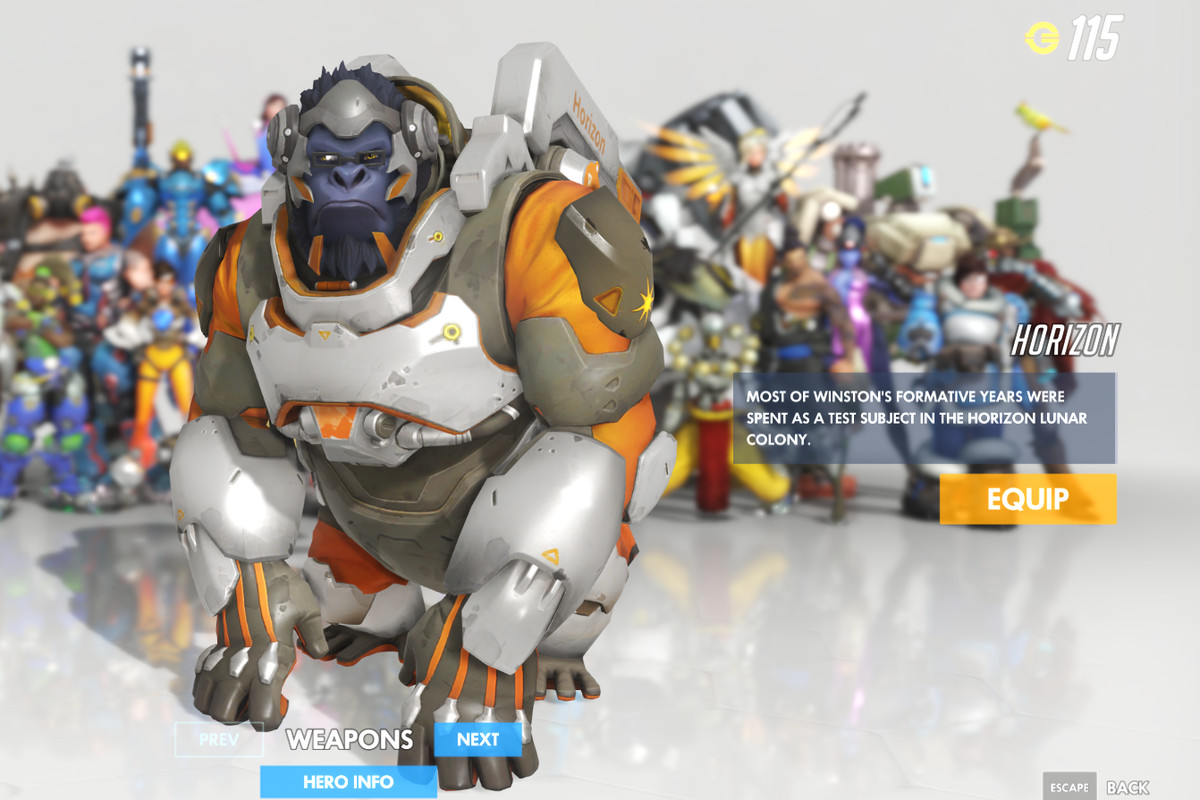 115
Horizon
HORIZON
MOST OF WINSTON'S FORMATIVE YEARS WERE
SPENT AS A TEST SUBJECT IN THE HORIZON LUNAR
COLONY.
EQUIP
PREV
WEAPONS
NEXT
HERO INFO
ESCAPE
BACK